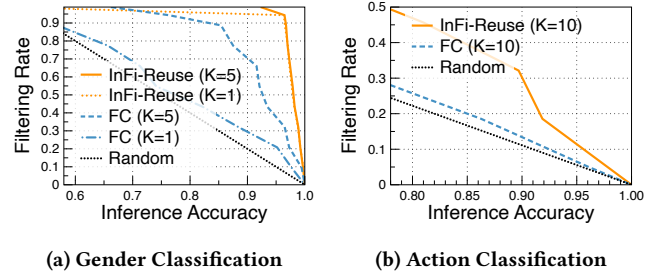 Filtering Rate
0.9
0.8
0.7
0.6
0.5
0.4
0.3
0.2
0.1
0
InFi-Reuse (K=5)
InFi-Reuse (K=1)
FC (K=5)
FC (K=1)
Random
0.6 0.7 0.8 0.9 1.0
Inference Accuracy
(a) Gender Classification
Filtering Rate
0.5
0.4
0.3
0.2
0.1
0
InFi-Reuse (K=10)
FC (K=10)
Random
0.80 0.85 0.90 0.95 1.00
Inference Accuracy
(b) Action Classification